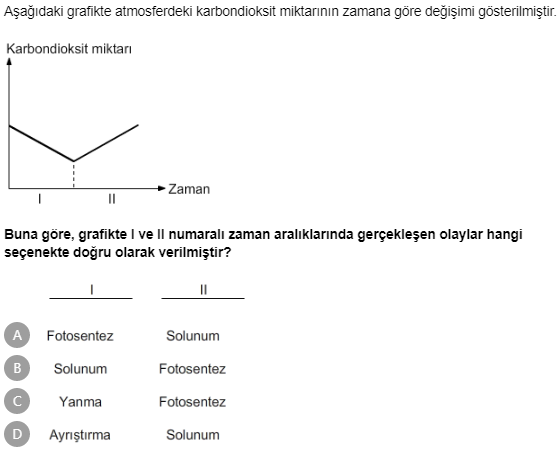 Aşağıdaki grafikte atmosferdeki karbondioksit miktarının zamana göre değişimi gösterilmiştir.
Karbondioksit miktarı
Zaman
I II
Buna göre, grafikte I ve II numaralı zaman aralıklarında gerçekleşen olaylar hangi
seçenekte doğru olarak verilmiştir?
I II
A Fotosentez Solunum
B Solunum Fotosentez
C Yanma Fotosentez
D Ayrıştırma Solunum